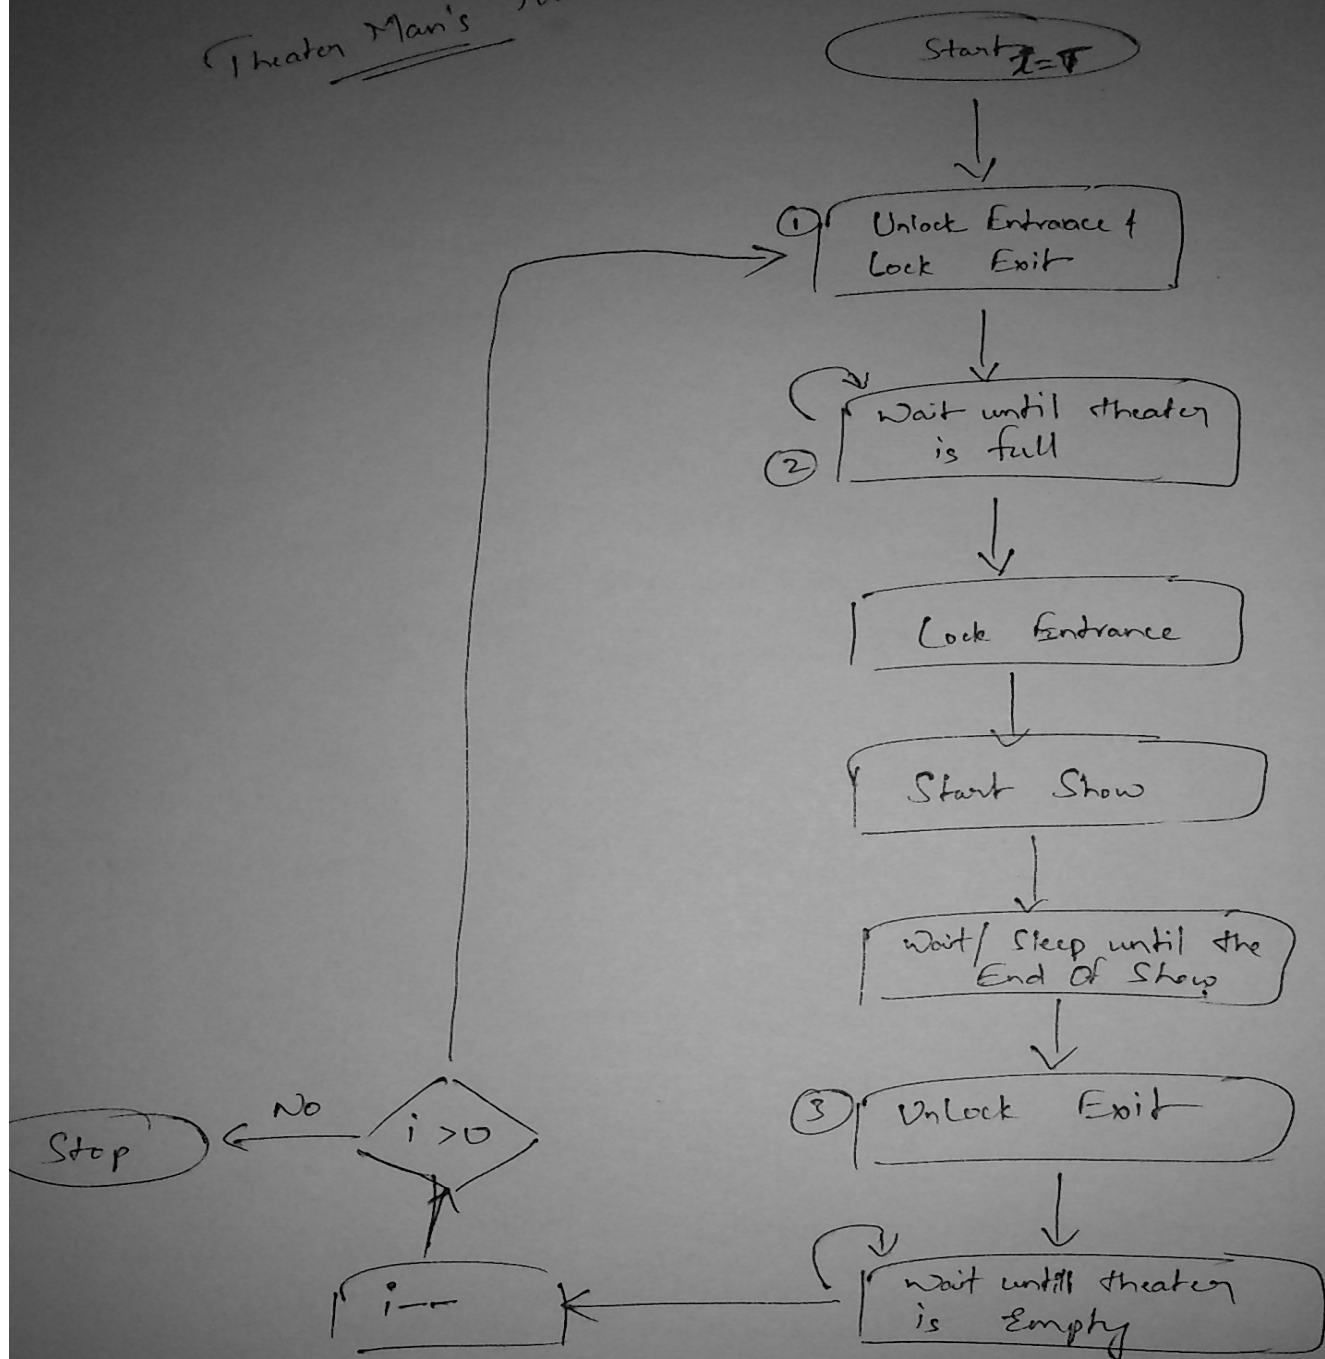 Theater Man's
Start
①
Unlock Entrance &
Lock Exit
②
Wait until theater
is full
Lock Entrance
Start Show
Wait/ Sleep until the
End Of Show.
③
UnLock Exit
Wait untill theater
is Empty
i--
i >0
No
Stop